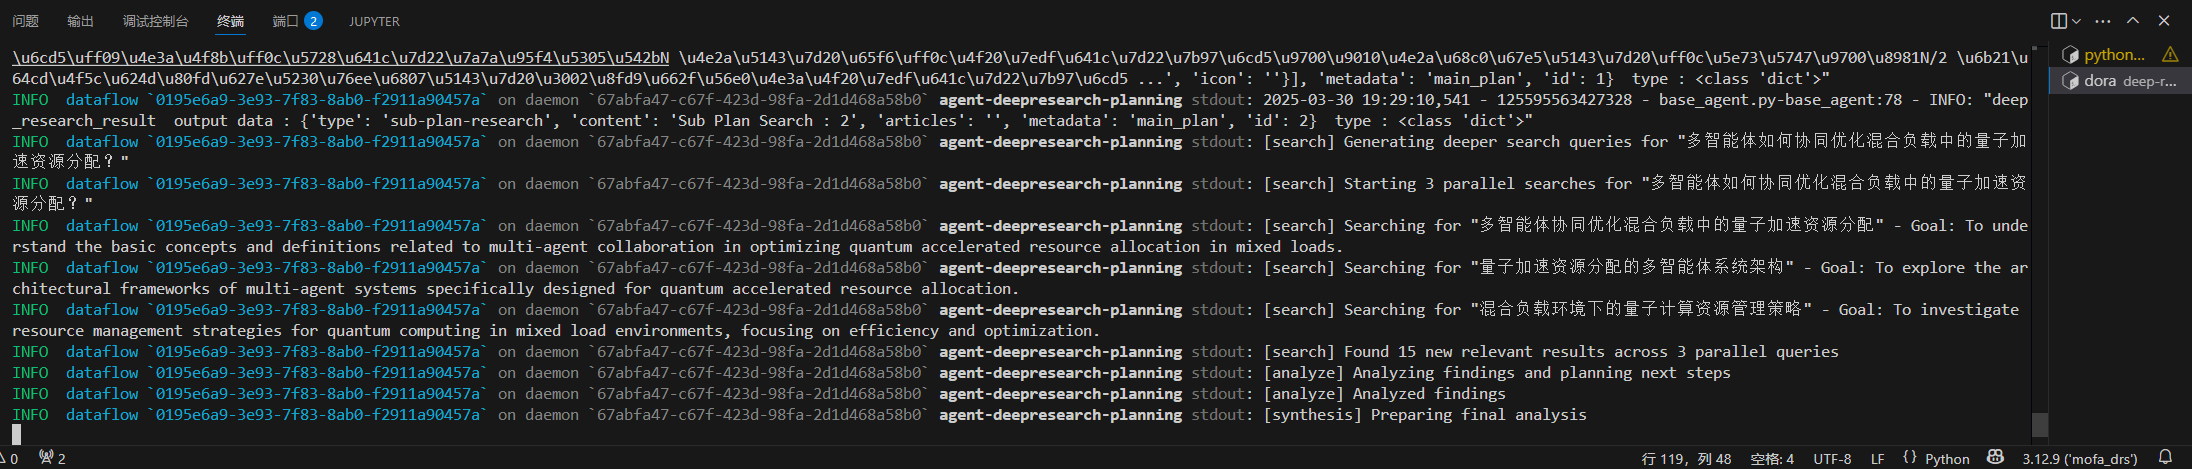 问题 输出 调试控制台 终端 端口 2 JUPYTER
\u6cd5\uff09\u4e3a\u4f8b\uff0c\u5728\u641c\u7d22\u7a7a\u95f4\u5305\u542bN \u4e2a\u5143\u7d20\u65f6\uff0c\u4f20\u7edf\u641c\u7d22\u7b97\u6cd5\u9700\u9010\u4e2a\u68c0\u67e5\u5143\u7d20\uff0c\u5e73\u5747\u9700\u8981N/2 \u6b21\u
64cd\u4f5c\u624d\u80fd\u627e\u5230\u76ee\u6807\u5143\u7d20\u3002\u8fd9\u662f\u56e0\u4e3a\u4f20\u7edf\u641c\u7d22\u7b97\u6cd5 ...', 'icon': ''}], 'metadata': 'main_plan', 'id': 1}  type : <class 'dict'>"
INFO  dataflow `0195e6a9-3e93-7f83-8ab0-f2911a90457a` on daemon `67abfa47-c67f-423d-98fa-2d1d468a58b0` agent-deepresearch-planning stdout: 2025-03-30 19:29:10,541 - 125595563427328 - base_agent.py-base_agent:78 - INFO: "deep
_research_result  output data : {'type': 'sub-plan-research', 'content': 'Sub Plan Search : 2', 'articles': '', 'metadata': 'main_plan', 'id': 2}  type : <class 'dict'>"
INFO  dataflow `0195e6a9-3e93-7f83-8ab0-f2911a90457a` on daemon `67abfa47-c67f-423d-98fa-2d1d468a58b0` agent-deepresearch-planning stdout: [search] Generating deeper search queries for "多智能体如何协同优化混合负载中的量子加
速资源分配？"
INFO  dataflow `0195e6a9-3e93-7f83-8ab0-f2911a90457a` on daemon `67abfa47-c67f-423d-98fa-2d1d468a58b0` agent-deepresearch-planning stdout: [search] Starting 3 parallel searches for "多智能体如何协同优化混合负载中的量子加速资
源分配？"
INFO  dataflow `0195e6a9-3e93-7f83-8ab0-f2911a90457a` on daemon `67abfa47-c67f-423d-98fa-2d1d468a58b0` agent-deepresearch-planning stdout: [search] Searching for "多智能体协同优化混合负载中的量子加速资源分配" - Goal: To unde
rstand the basic concepts and definitions related to multi-agent collaboration in optimizing quantum accelerated resource allocation in mixed loads.
INFO  dataflow `0195e6a9-3e93-7f83-8ab0-f2911a90457a` on daemon `67abfa47-c67f-423d-98fa-2d1d468a58b0` agent-deepresearch-planning stdout: [search] Searching for "量子加速资源分配的多智能体系统架构" - Goal: To explore the ar
chitectural frameworks of multi-agent systems specifically designed for quantum accelerated resource allocation.
INFO  dataflow `0195e6a9-3e93-7f83-8ab0-f2911a90457a` on daemon `67abfa47-c67f-423d-98fa-2d1d468a58b0` agent-deepresearch-planning stdout: [search] Searching for "混合负载环境下的量子计算资源管理策略" - Goal: To investigate
resource management strategies for quantum computing in mixed load environments, focusing on efficiency and optimization.
INFO  dataflow `0195e6a9-3e93-7f83-8ab0-f2911a90457a` on daemon `67abfa47-c67f-423d-98fa-2d1d468a58b0` agent-deepresearch-planning stdout: [search] Found 15 new relevant results across 3 parallel queries
INFO  dataflow `0195e6a9-3e93-7f83-8ab0-f2911a90457a` on daemon `67abfa47-c67f-423d-98fa-2d1d468a58b0` agent-deepresearch-planning stdout: [analyze] Analyzing findings and planning next steps
INFO  dataflow `0195e6a9-3e93-7f83-8ab0-f2911a90457a` on daemon `67abfa47-c67f-423d-98fa-2d1d468a58b0` agent-deepresearch-planning stdout: [analyze] Analyzed findings
INFO  dataflow `0195e6a9-3e93-7f83-8ab0-f2911a90457a` on daemon `67abfa47-c67f-423d-98fa-2d1d468a58b0` agent-deepresearch-planning stdout: [synthesis] Preparing final analysis
python...
dora deep-r...
0 2 行 119，列 48 空格: 4 UTF-8 LF {} Python 3.12.9 ('mofa_drs')